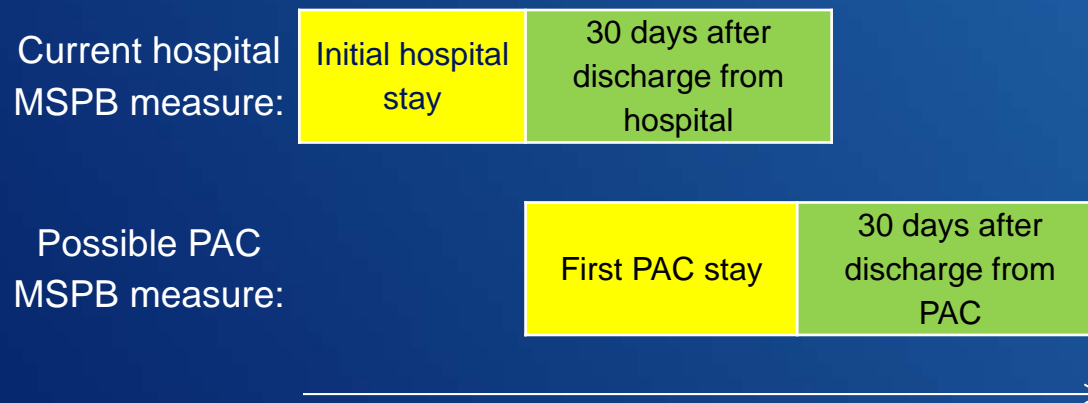 Current hospital
MSPB measure:
Initial hospital
stay
30 days after
discharge from
hospital
Possible PAC
MSPB measure:
First PAC stay
30 days after
discharge from
PAC